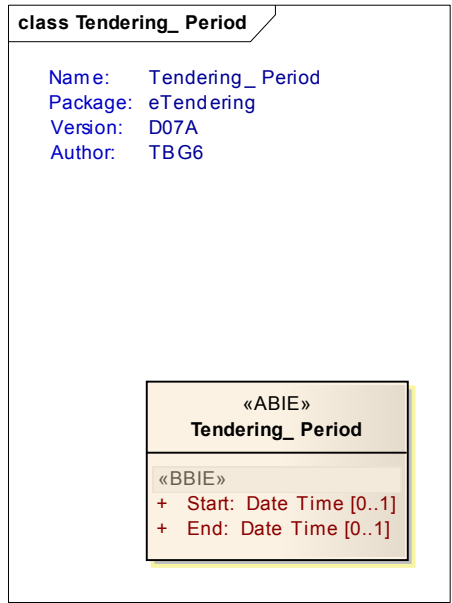 class Tendering_ Period
Name: Tendering_ Period
Package: eTendering
Version: D07A
Author: TBG6
«ABIE»
Tendering_ Period
«BBIE»
+ Start: Date Time [0..1]
+ End: Date Time [0..1]